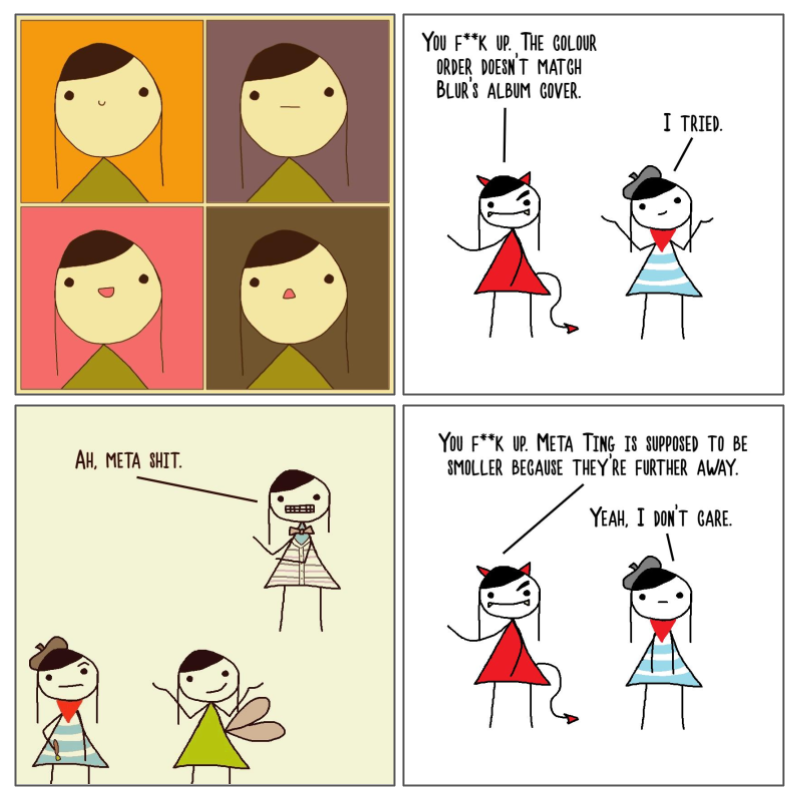 You f**k up. The colour
order doesn't match
Blur's album cover.
I tried.
Ah, meta shit.
You f**k up. Meta Ting is supposed to be
smoller because they're further away.
Yeah, I don't care.